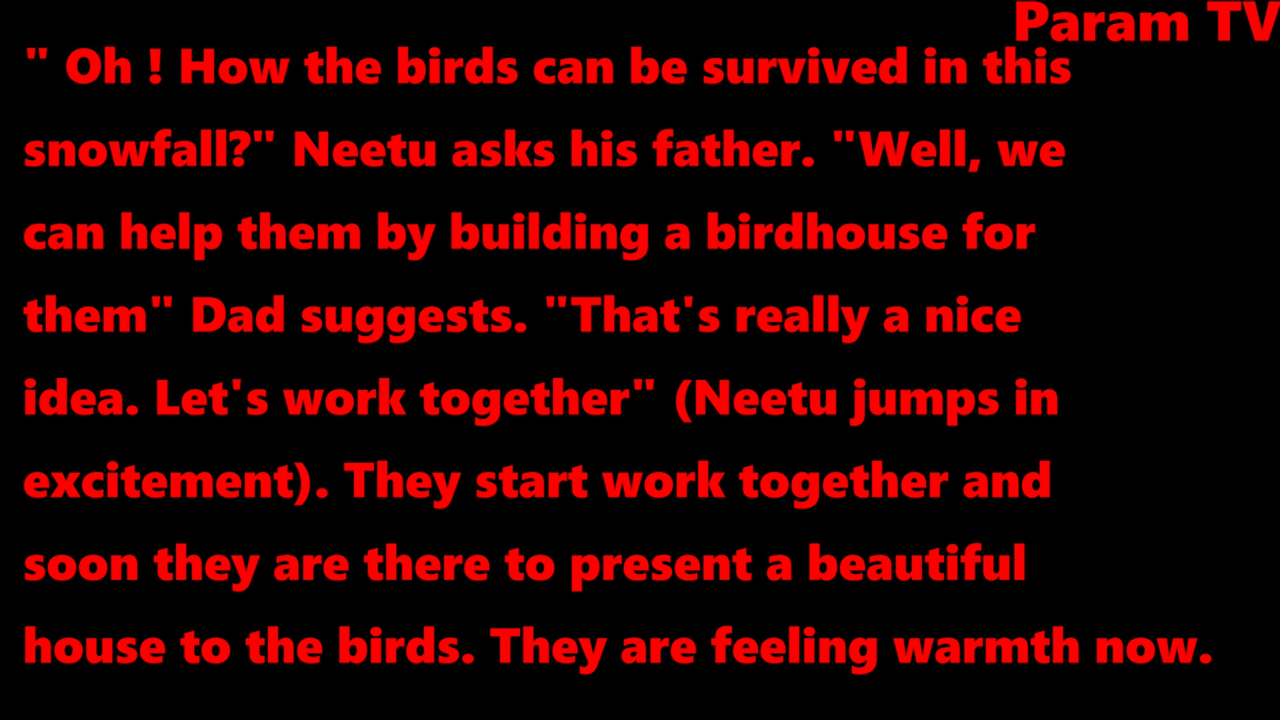 Param TV
" Oh ! How the birds can be survived in this
snowfall?" Neetu asks his father. "Well, we
can help them by building a birdhouse for
them" Dad suggests. "That's really a nice
idea. Let's work together" (Neetu jumps in
excitement). They start work together and
soon they are there to present a beautiful
house to the birds. They are feeling warmth now.